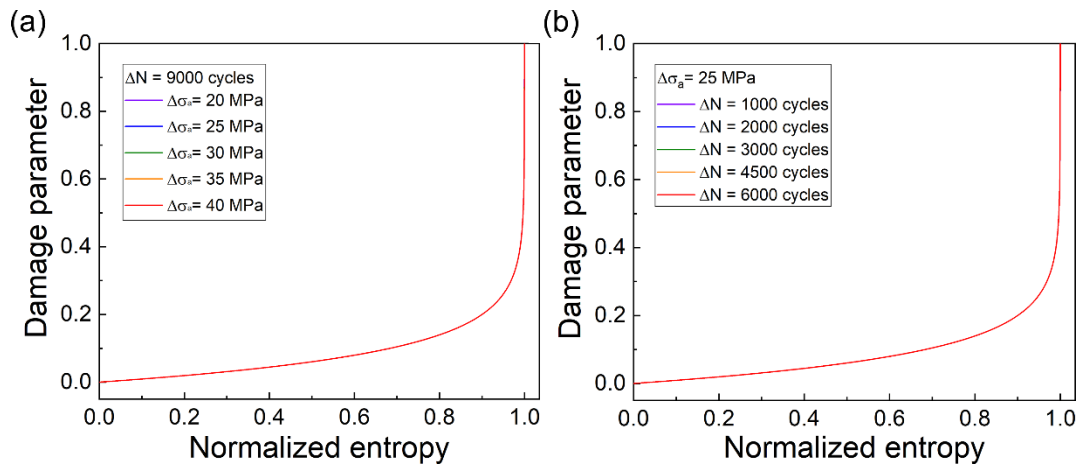 (a)
Damage parameter
1.0
0.8
0.6
0.4
0.2
0.0
ΔN = 9000 cycles
Δσa= 20 MPa
Δσa= 25 MPa
Δσa= 30 MPa
Δσa= 35 MPa
Δσa= 40 MPa
0.0 0.2 0.4 0.6 0.8 1.0
Normalized entropy
(b)
Damage parameter
1.0
0.8
0.6
0.4
0.2
0.0
Δσa= 25 MPa
ΔN = 1000 cycles
ΔN = 2000 cycles
ΔN = 3000 cycles
ΔN = 4500 cycles
ΔN = 6000 cycles
0.0 0.2 0.4 0.6 0.8 1.0
Normalized entropy